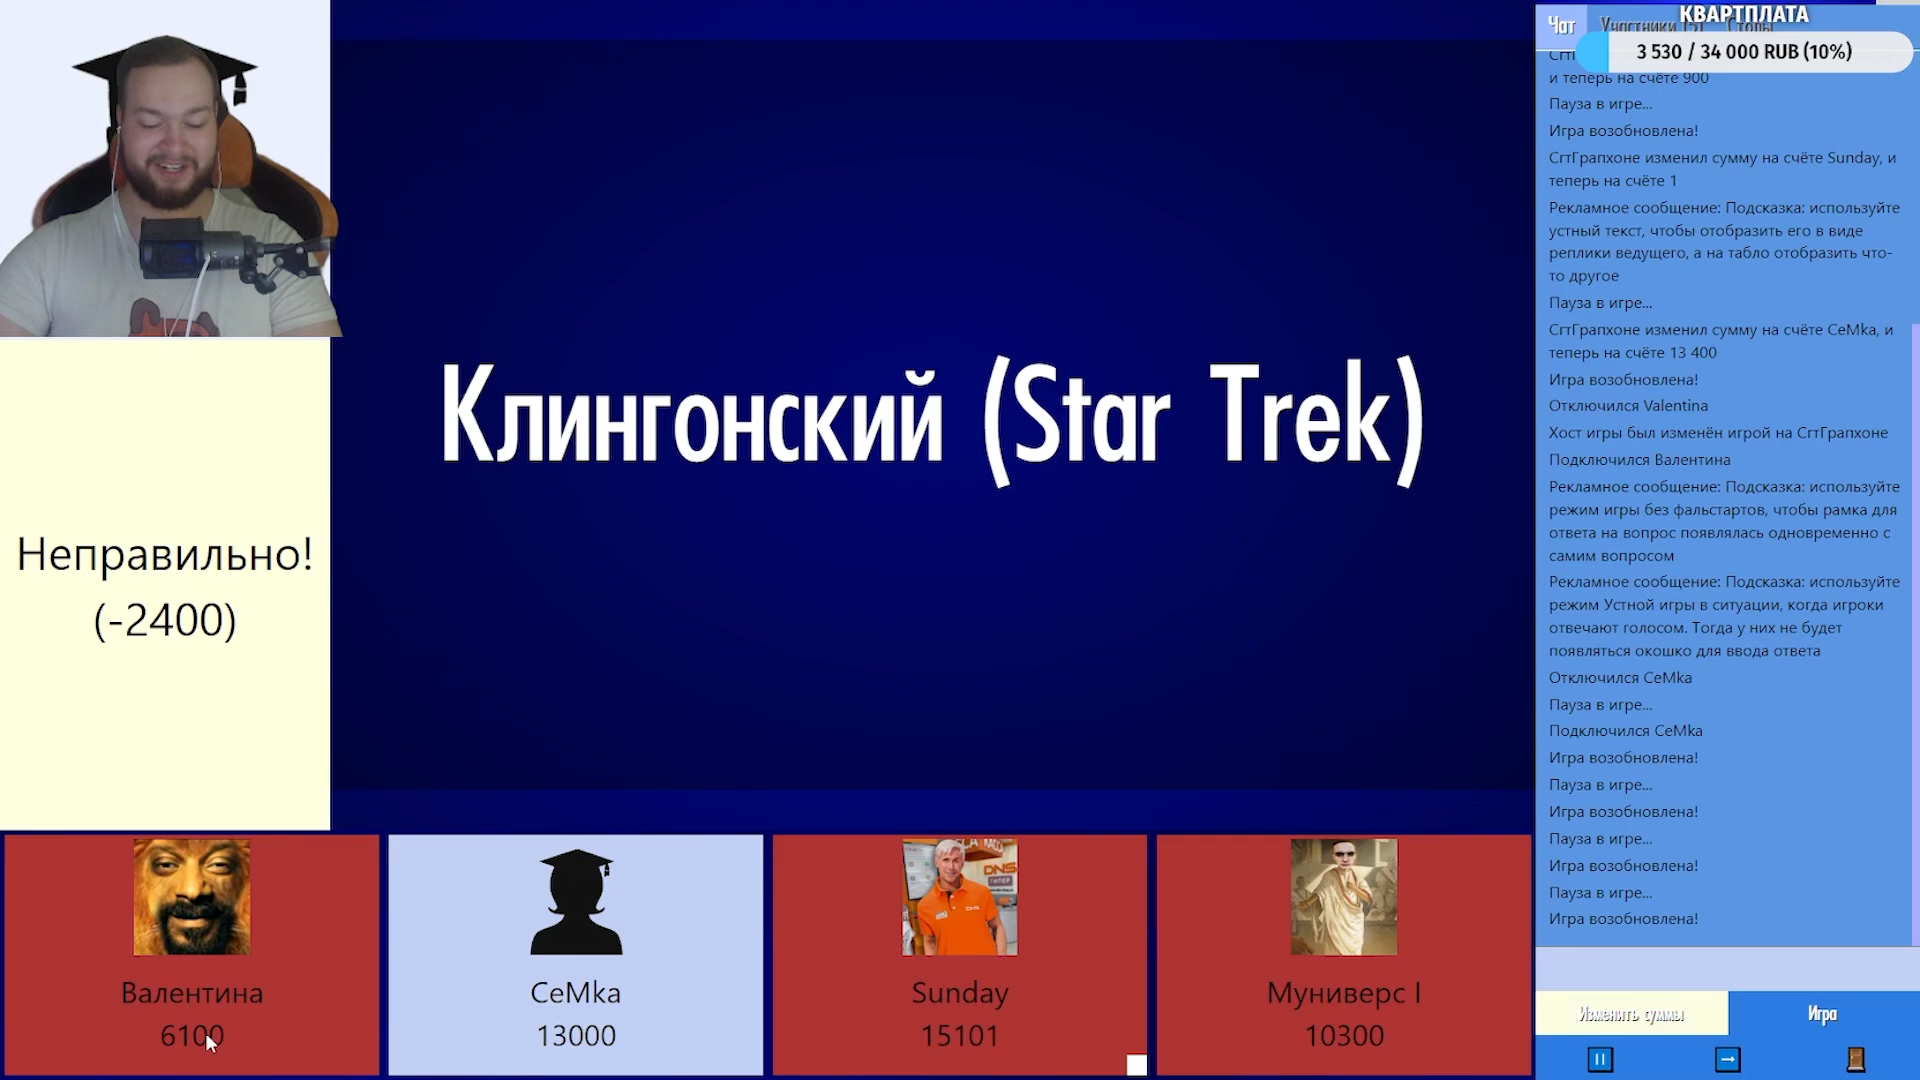 Чат
Участники (5)
Столы
КВАРТПЛАТА
3 530 / 34 000 RUB (10%)
и теперь на счёте 900
Пауза в игре...
Игра возобновлена!
СгтГрапхоне изменил сумму на счёте Sunday, и
теперь на счёте 1
Рекламное сообщение: Подсказка: используйте
устный текст, чтобы отобразить его в виде
реплики ведущего, а на табло отобразить что-
то другое
Пауза в игре...
СгтГрапхоне изменил сумму на счёте CeMka, и
теперь на счёте 13 400
Игра возобновлена!
Отключился Valentina
Хост игры был изменён игрой на СгтГрапхоне
Подключился Валентина
Рекламное сообщение: Подсказка: используйте
режим игры без фальстартов, чтобы рамка для
ответа на вопрос появлялась одновременно с
самим вопросом
Рекламное сообщение: Подсказка: используйте
режим Устной игры в ситуации, когда игроки
отвечают голосом. Тогда у них не будет
появляться окошко для ввода ответа
Отключился CeMka
Пауза в игре...
Подключился CeMka
Игра возобновлена!
Пауза в игре...
Игра возобновлена!
Пауза в игре...
Игра возобновлена!
Пауза в игре...
Игра возобновлена!
Изменить суммы
Игра
Клингонский (Star Trek)
Неправильно!
(-2400)
DNS
ГИПЕР
Валентина
6100
CeMka
13000
Sunday
15101
Муниверс I
10300